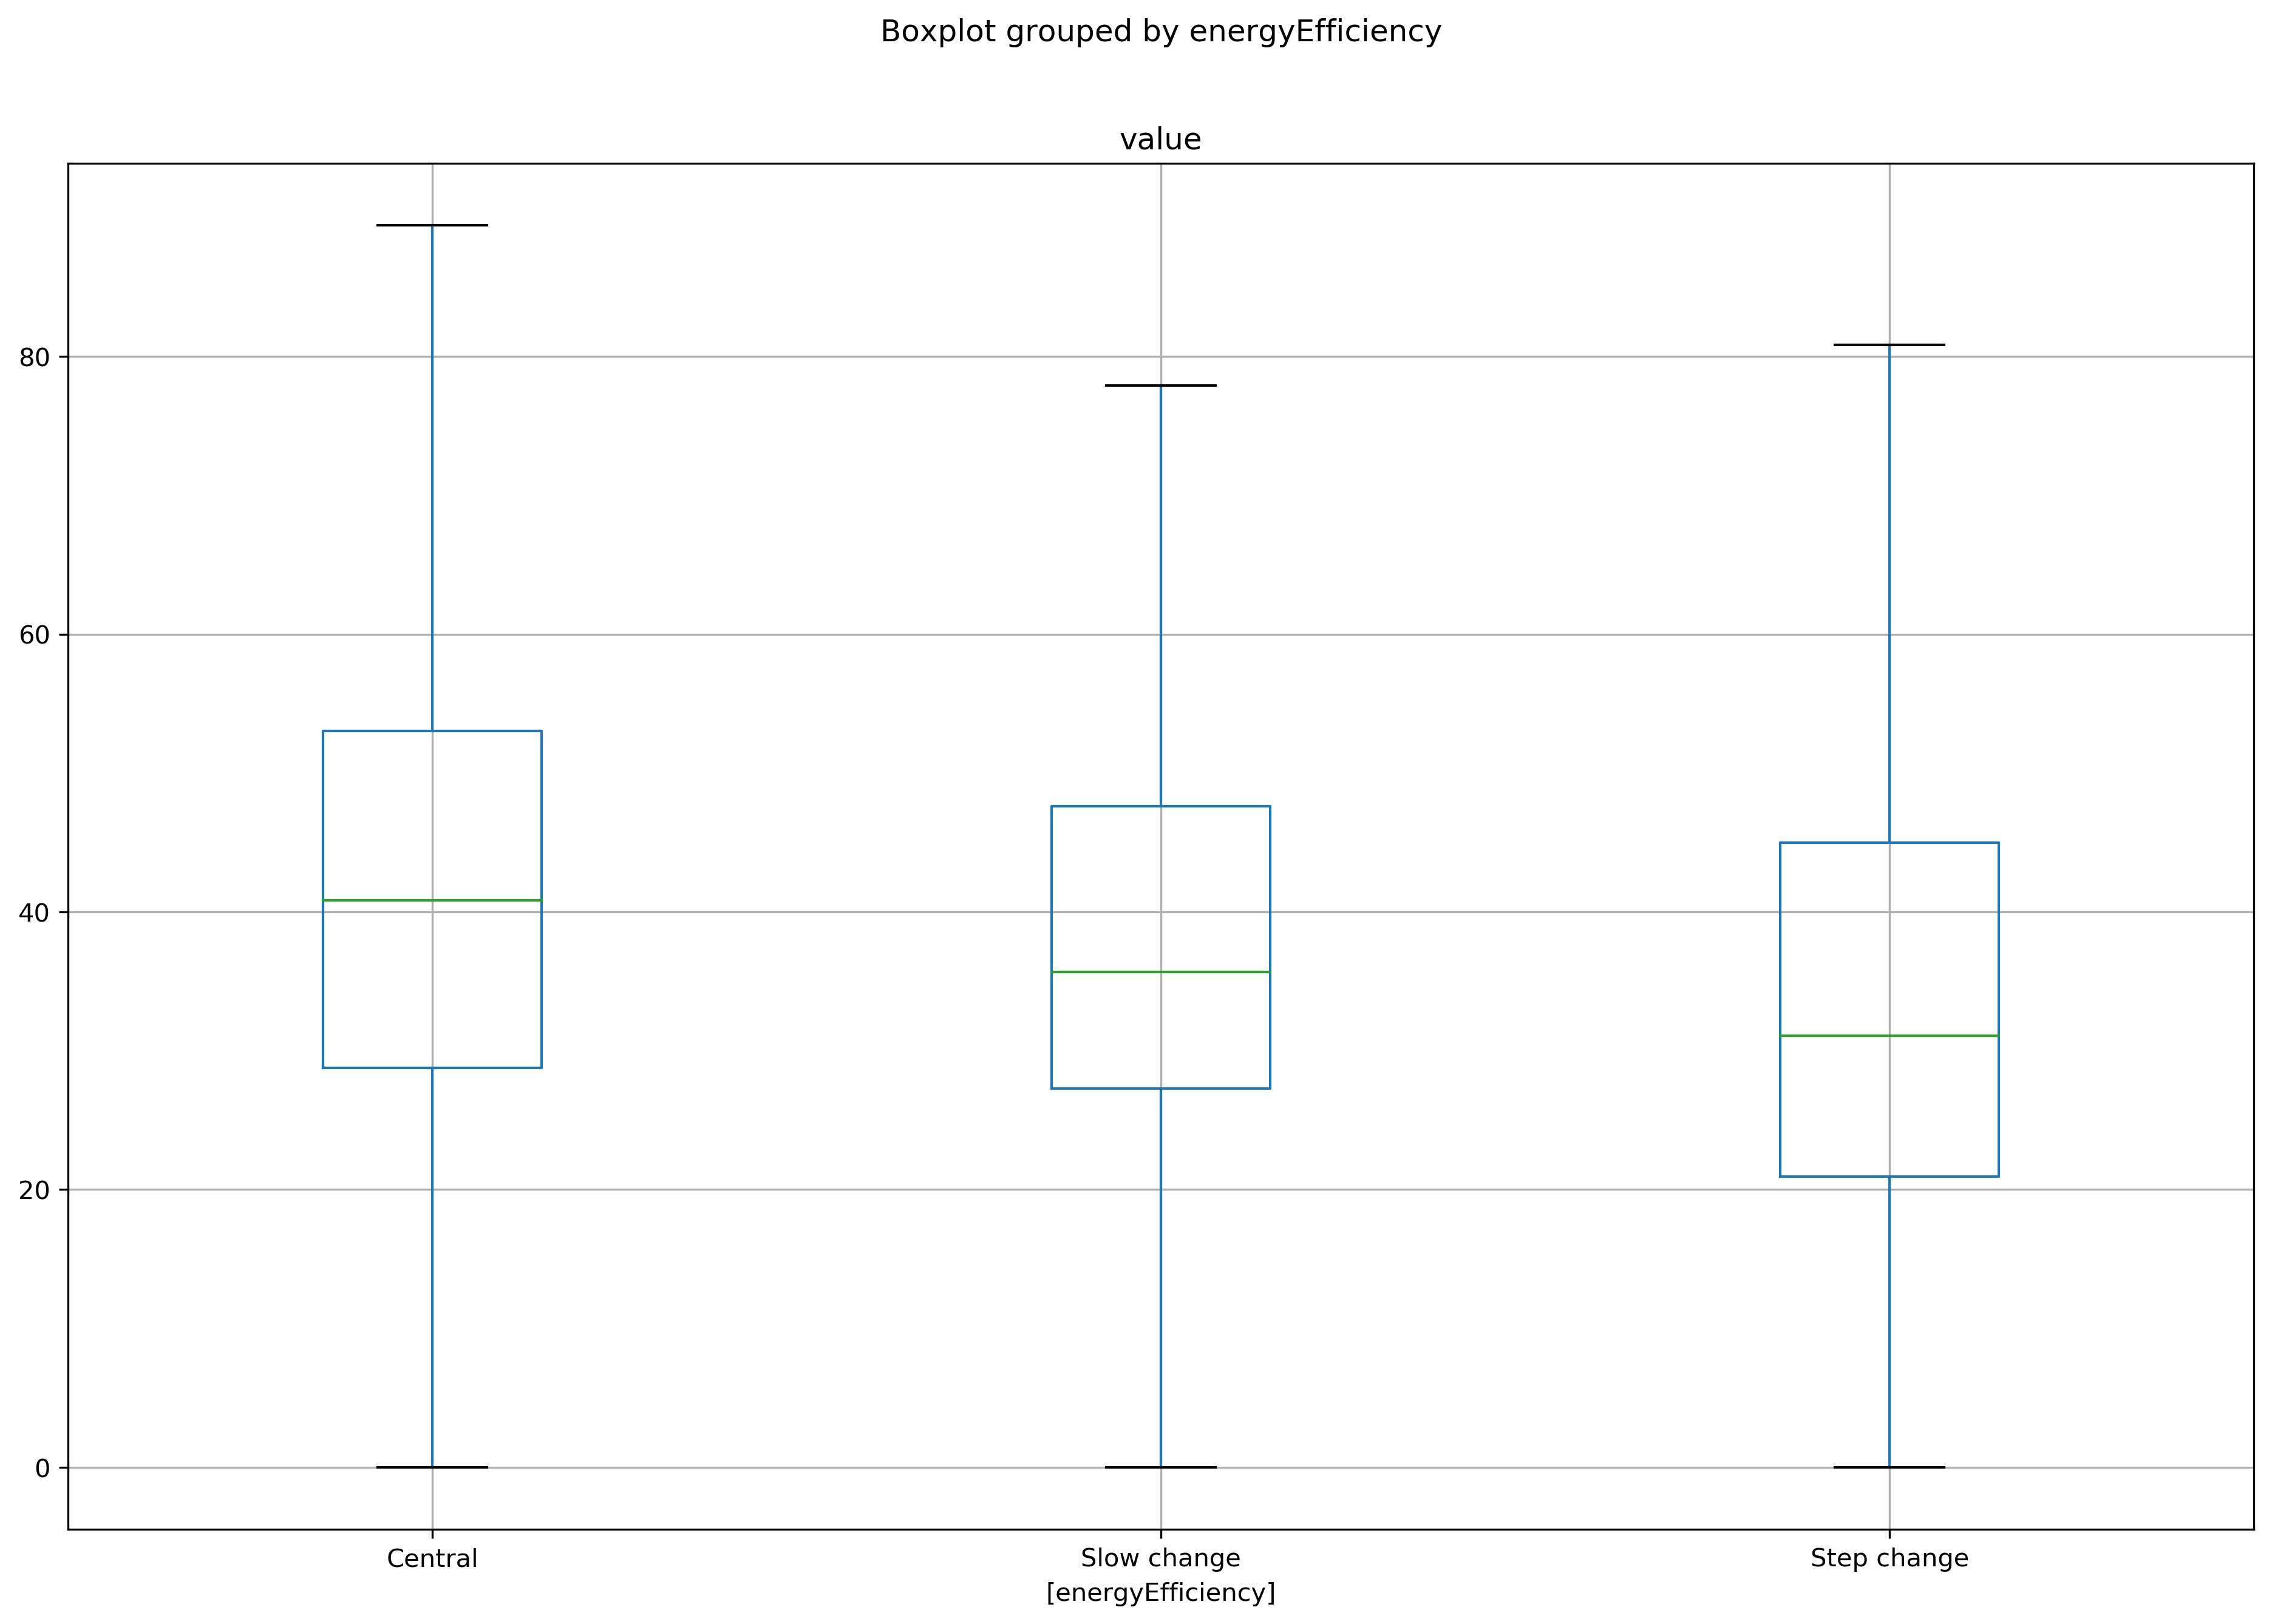 Boxplot grouped by energyEfficiency
value
80
60
40
20
0
Central Slow change Step change
[energyEfficiency]